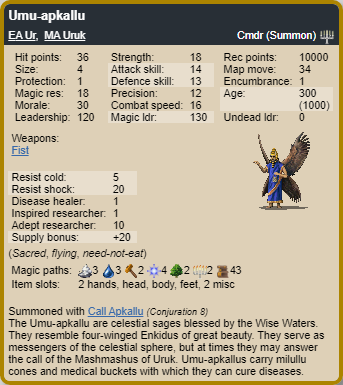 Umu-apkallu
EA Ur, MA Uruk Cmdr (Summon)
Hit points: 36 Strength: 18 Rec points: 10000
Size: 4 Attack skill: 14 Map move: 34
Protection: 1 Defence skill: 13 Encumbrance: 1
Magic res: 18 Precision: 12 Age: 300
Morale: 30 Combat speed: 16 (1000)
Leadership: 120 Magic ldr: 130 Undead ldr: 0
Weapons:
Fist
Resist cold: 5
Resist shock: 20
Disease healer: 1
Inspired researcher: 1
Adept researcher: 10
Supply bonus: +20
(Sacred, flying, need-not-eat)
Magic paths: 3 3 2 4 2 2 43
Item slots: 2 hands, head, body, feet, 2 misc
Summoned with Call Apkallu (Conjuration 8)
The Umu-apkallu are celestial sages blessed by the Wise Waters.
They resemble four-winged Enkidus of great beauty. They serve as
messengers of the celestial sphere, but at times they may answer
the call of the Mashmashus of Uruk. Umu-apkallus carry milullu
cones and medical buckets with which they can cure diseases.